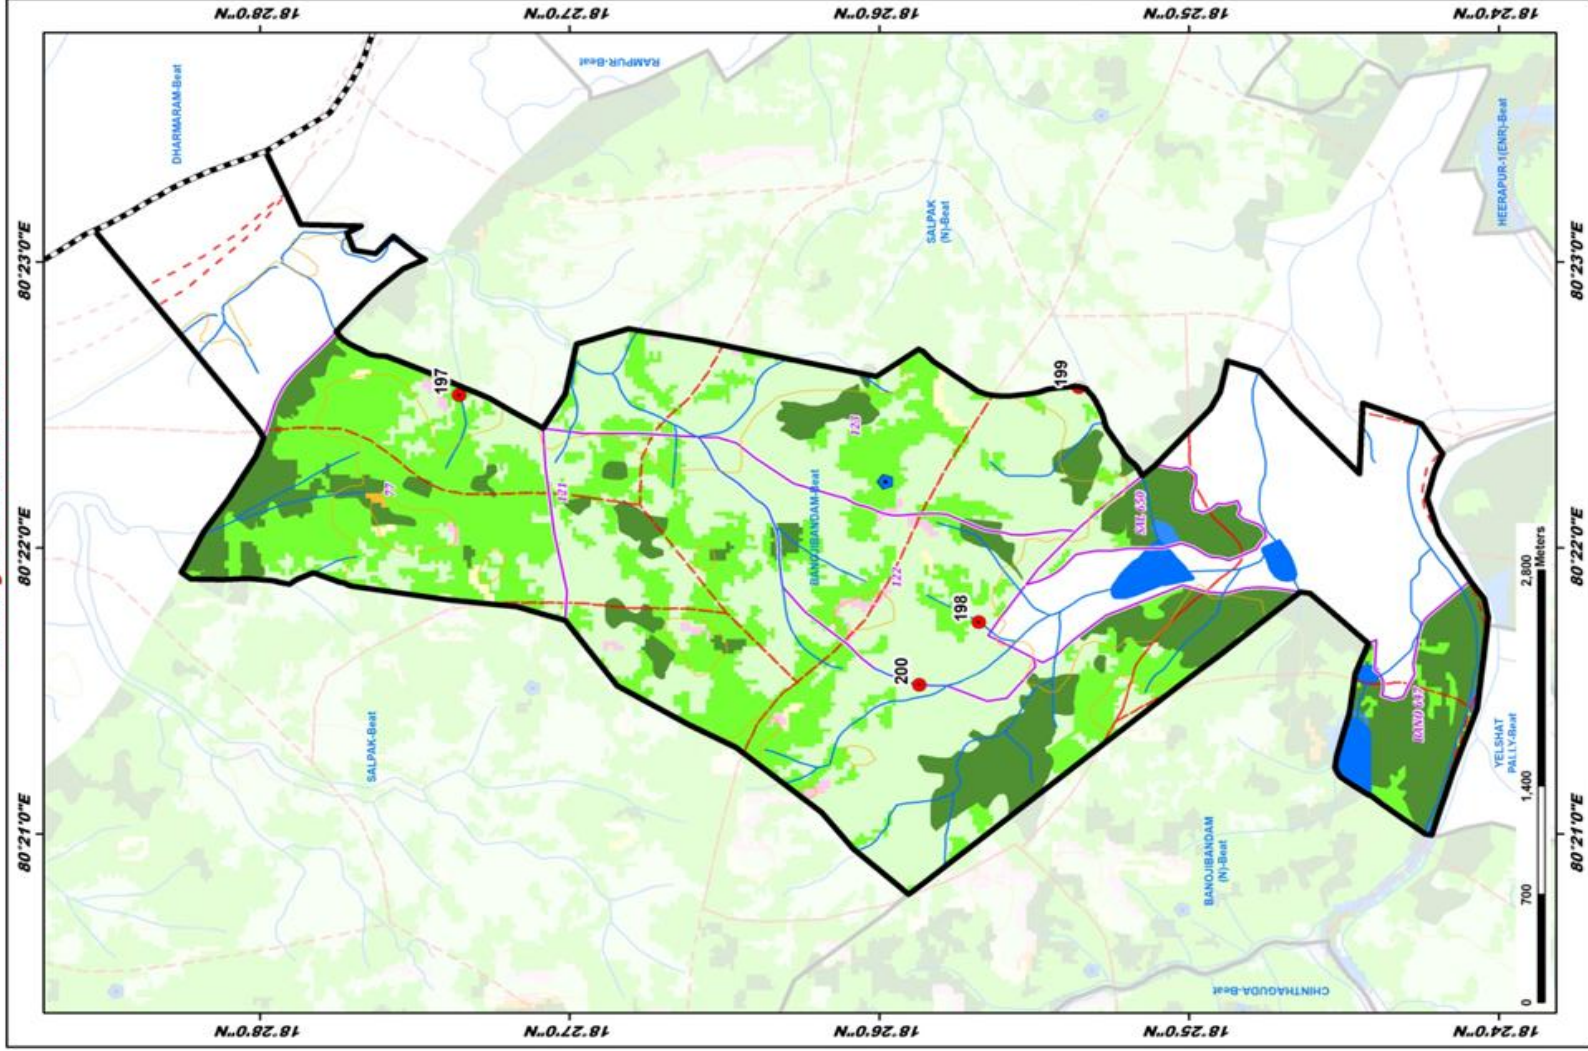 18°28'0"N
18°27'0"N
18°26'0"N
18°25'0"N
18°24'0"N
DHARMARAM-Beat
RAMPUR-Beat
SALPAK
(N)-Beat
HEERAPUR-1(ENR)-Beat
80°23'0"E
80°23'0"E
197
199
123
77
121
BANOJIBANDAM-Beat
SAL 650
122
80°22'0"E
80°22'0"E
198
200
SALPAK-Beat
BANO 647
YELSHAT
PALLY-Beat
80°21'0"E
80°21'0"E
BANOJIBANDAM
(N)-Beat
CHINTHAGUDA-Beat
0
700
1,400
2,800
Meters
18°28'0"N
18°27'0"N
18°26'0"N
18°25'0"N
18°24'0"N